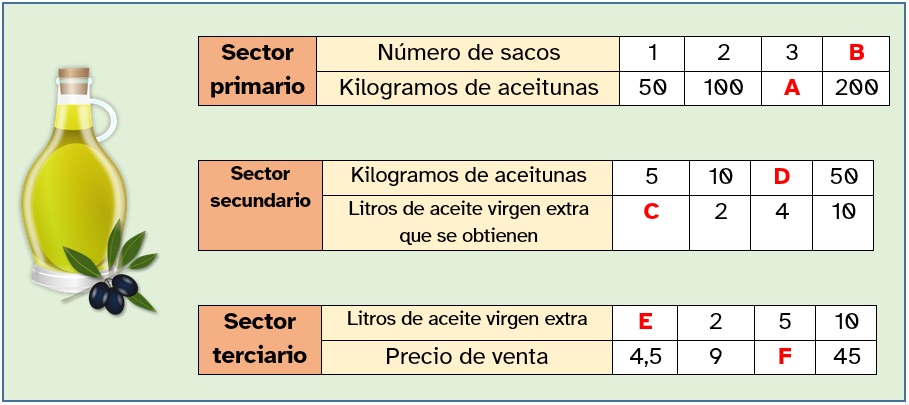 Sector primario
Número de sacos 1 2 3 B
Kilogramos de aceitunas 50 100 A 200
Sector secundario
Kilogramos de aceitunas 5 10 D 50
Litros de aceite virgen extra que se obtienen C 2 4 10
Sector terciario
Litros de aceite virgen extra E 2 5 10
Precio de venta 4,5 9 F 45